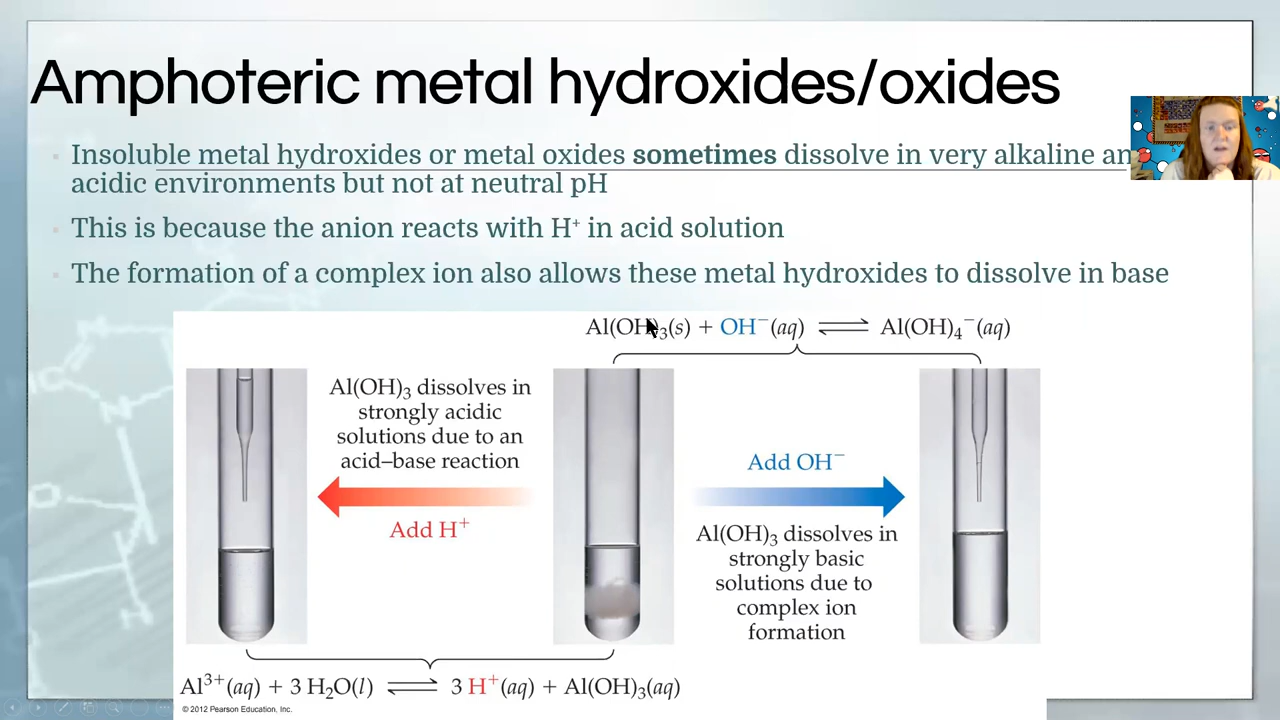 Amphoteric metal hydroxides/oxides
Insoluble metal hydroxides or metal oxides sometimes dissolve in very alkaline an
acidic environments but not at neutral pH
This is because the anion reacts with H⁺ in acid solution
The formation of a complex ion also allows these metal hydroxides to dissolve in base
Al(OH)₃(s) + OH⁻(aq) ⇌ Al(OH)₄⁻(aq)
Al(OH)₃ dissolves in
strongly acidic
solutions due to an
acid–base reaction
Add H⁺
Add OH⁻
Al(OH)₃ dissolves in
strongly basic
solutions due to
complex ion
formation
Al³⁺(aq) + 3 H₂O(l) ⇌ 3 H⁺(aq) + Al(OH)₃(aq)
© 2012 Pearson Education, Inc.